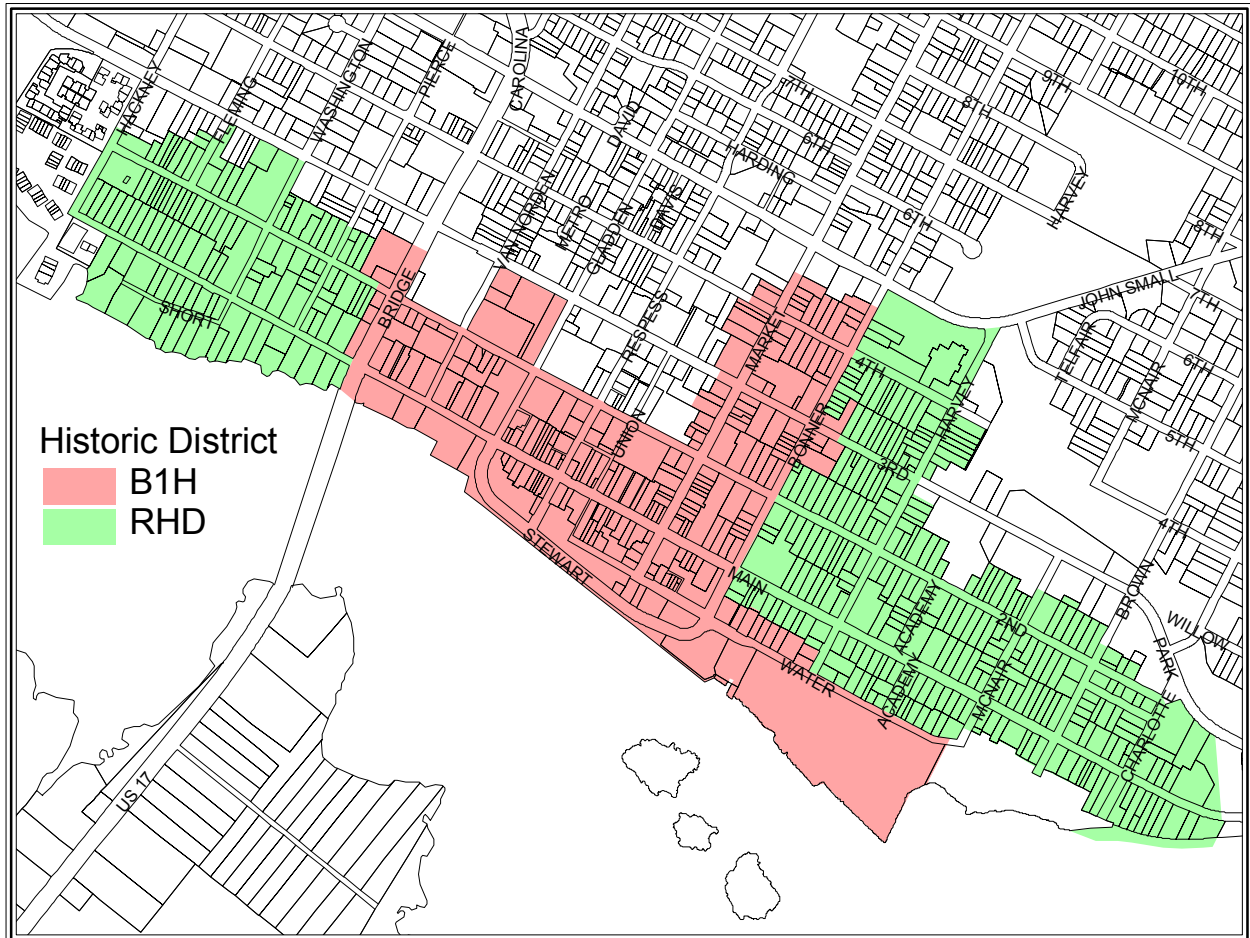 HACKNEY
FLEMING
WASHINGTON
PIERCE
CAROLINA
DAVID
7TH
9TH
10TH
8TH
6TH
HARDING
HARVEY
6TH
8TH
VAN NORDEN
METRO
GLADDEN
DAVIS
JOHN SMALL
7TH
SHORT
BRIDGE
RESPESS
MARKET
4TH
HARVEY
TELFAIR
MCNAIR
6TH
5TH
UNION
BONNER
3RD
4TH
Historic District
B1H
RHD
STEWART
MAIN
WATER
ACADEMY
ACADEMY
2ND
MCNAIR
BROWN
WILLOW
PARK
CHARLOTTE
US 17